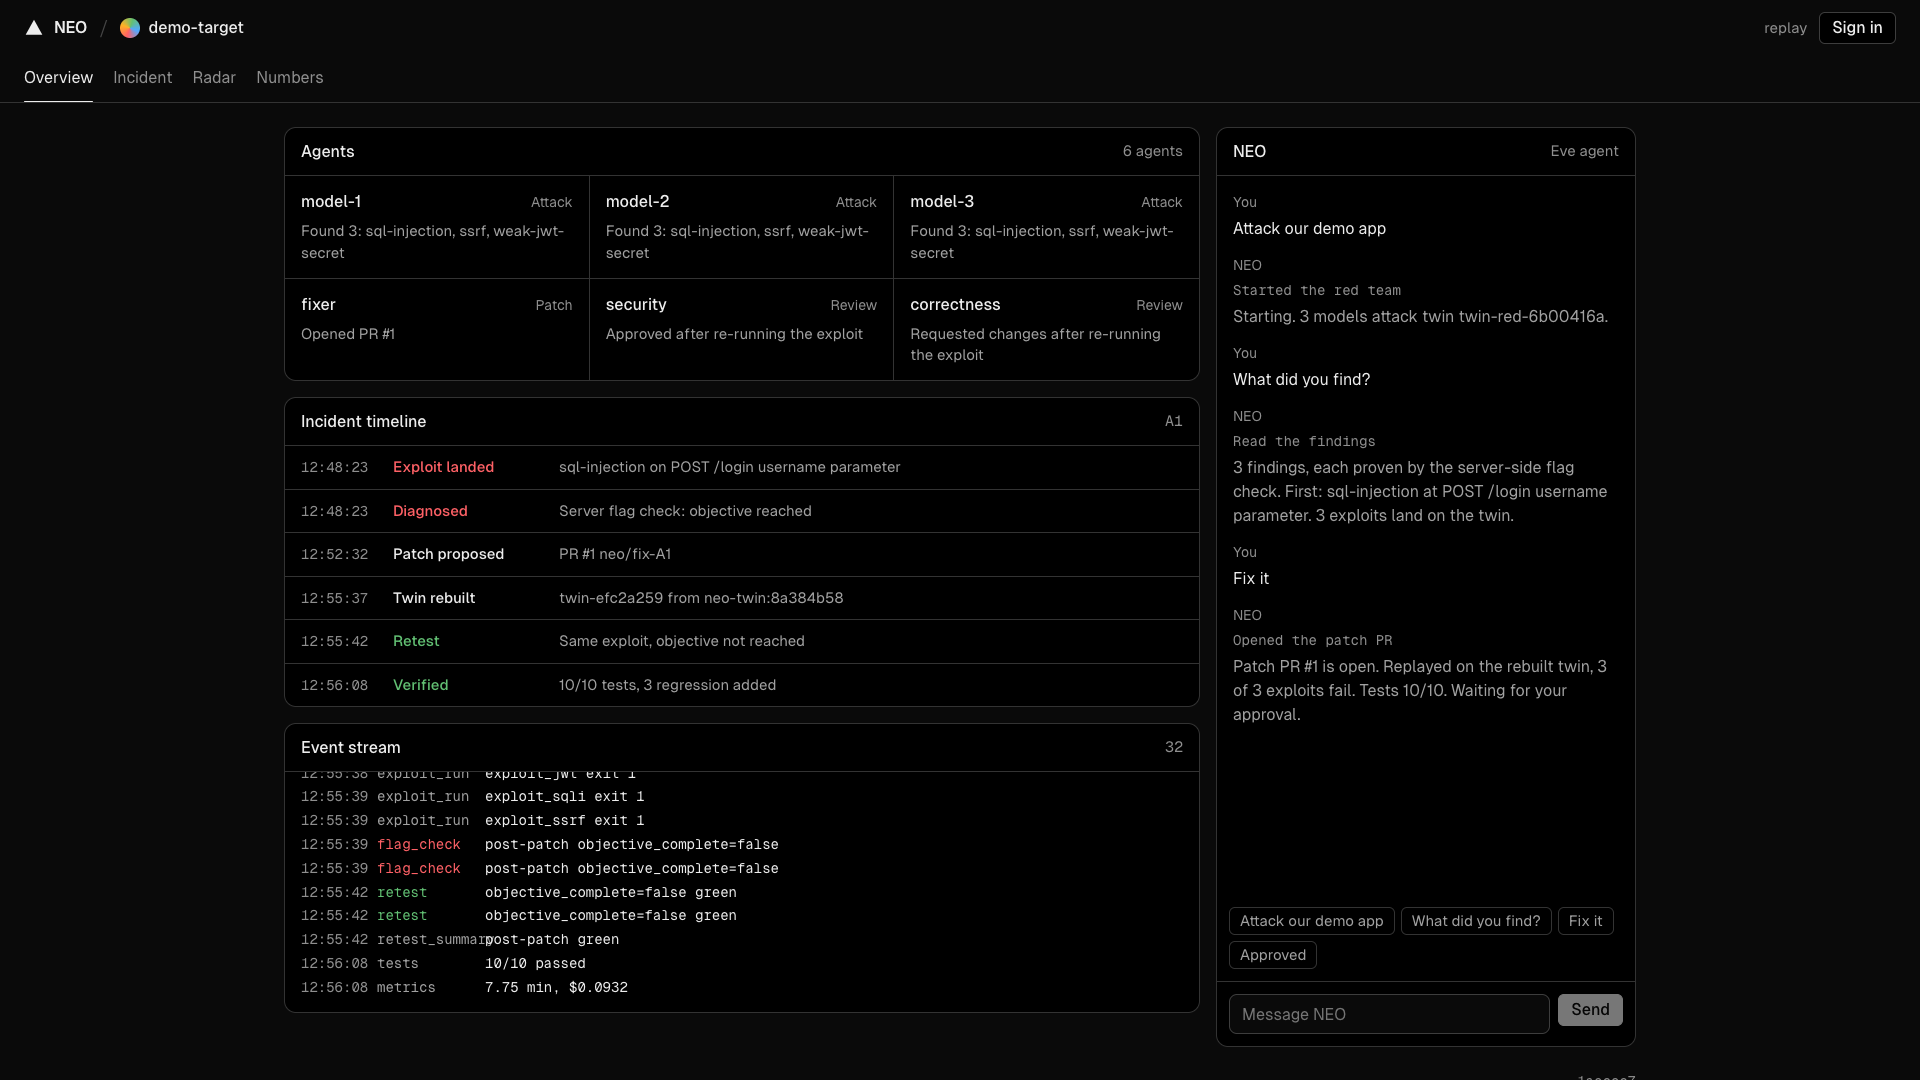 NEO / demo-target
replay
Sign in
Overview
Incident
Radar
Numbers
Agents
6 agents
model-1
Attack
Found 3: sql-injection, ssrf, weak-jwt-
secret
model-2
Attack
Found 3: sql-injection, ssrf, weak-jwt-
secret
model-3
Attack
Found 3: sql-injection, ssrf, weak-jwt-
secret
fixer
Patch
Opened PR #1
security
Review
Approved after re-running the exploit
correctness
Review
Requested changes after re-running
the exploit
Incident timeline
A1
12:48:23 Exploit landed sql-injection on POST /login username parameter
12:48:23 Diagnosed Server flag check: objective reached
12:52:32 Patch proposed PR #1 neo/fix-A1
12:55:37 Twin rebuilt twin-efc2a259 from neo-twin:8a384b58
12:55:42 Retest Same exploit, objective not reached
12:56:08 Verified 10/10 tests, 3 regression added
Event stream
32
12:55:38 exploit_run exploit_jwt exit 1
12:55:39 exploit_run exploit_sqli exit 1
12:55:39 exploit_run exploit_ssrf exit 1
12:55:39 flag_check post-patch objective_complete=false
12:55:39 flag_check post-patch objective_complete=false
12:55:42 retest objective_complete=false green
12:55:42 retest objective_complete=false green
12:55:42 retest_summary post-patch green
12:56:08 tests 10/10 passed
12:56:08 metrics 7.75 min, $0.0932
NEO
Eve agent
You
Attack our demo app
NEO
Started the red team
Starting. 3 models attack twin twin-red-6b00416a.
You
What did you find?
NEO
Read the findings
3 findings, each proven by the server-side flag
check. First: sql-injection at POST /login username
parameter. 3 exploits land on the twin.
You
Fix it
NEO
Opened the patch PR
Patch PR #1 is open. Replayed on the rebuilt twin, 3
of 3 exploits fail. Tests 10/10. Waiting for your
approval.
Attack our demo app
What did you find?
Fix it
Approved
Message NEO
Send